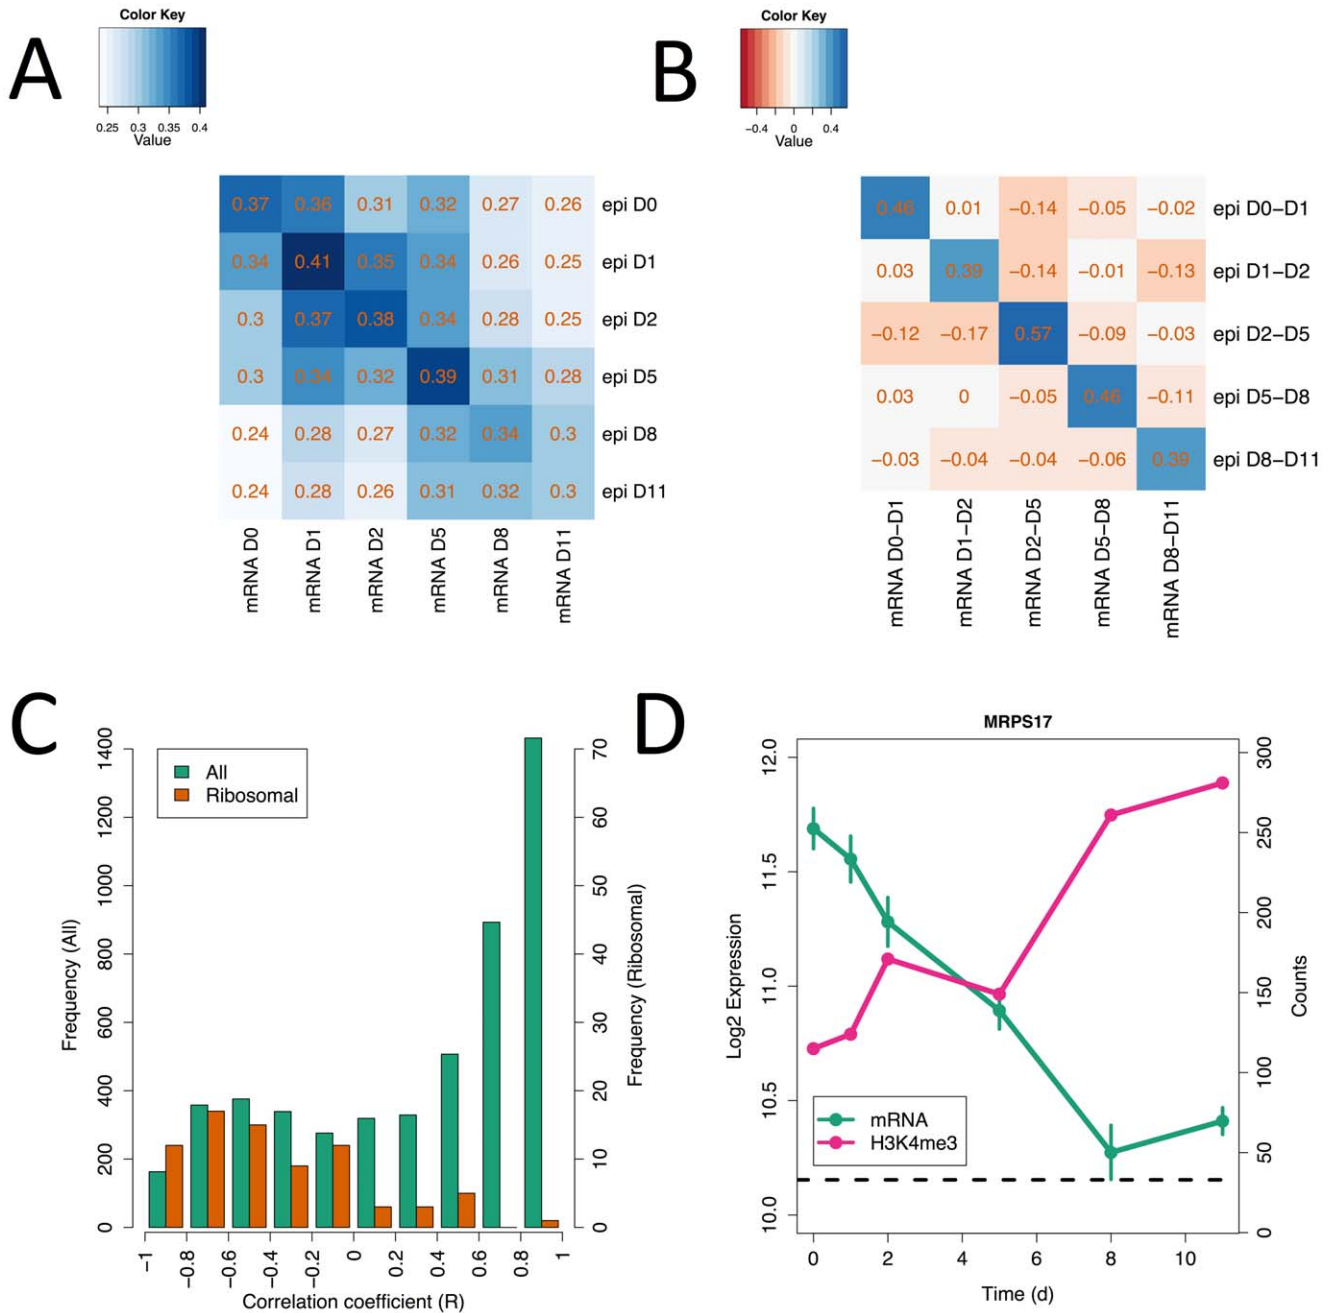 A
Color Key
0.25 0.3 0.35 0.4
Value
0.37 0.36 0.31 0.32 0.27 0.26 epi D0
0.34 0.41 0.35 0.34 0.26 0.25 epi D1
0.3 0.37 0.38 0.34 0.28 0.25 epi D2
0.3 0.34 0.32 0.39 0.31 0.28 epi D5
0.24 0.28 0.27 0.32 0.34 0.3 epi D8
0.24 0.28 0.26 0.31 0.32 0.3 epi D11
mRNA D0
mRNA D1
mRNA D2
mRNA D5
mRNA D8
mRNA D11
B
Color Key
−0.4 0 0.4
Value
0.46 0.01 −0.14 −0.05 −0.02 epi D0−D1
0.03 0.39 −0.14 −0.01 −0.13 epi D1−D2
−0.12 −0.17 0.57 −0.09 −0.03 epi D2−D5
0.03 0 −0.05 0.46 −0.11 epi D5−D8
−0.03 −0.04 −0.04 −0.06 0.39 epi D8−D11
mRNA D0−D1
mRNA D1−D2
mRNA D2−D5
mRNA D5−D8
mRNA D8−D11
C
All
Ribosomal
Frequency (All)
0 200 400 600 800 1000 1200 1400
Frequency (Ribosomal)
0 10 20 30 40 50 60 70
−1 −0.8 −0.6 −0.4 −0.2 0 0.2 0.4 0.6 0.8 1
Correlation coefficient (R)
D
MRPS17
Log2 Expression
10.0 10.5 11.0 11.5 12.0
Counts
0 50 100 150 200 250 300
mRNA
H3K4me3
0 2 4 6 8 10
Time (d)